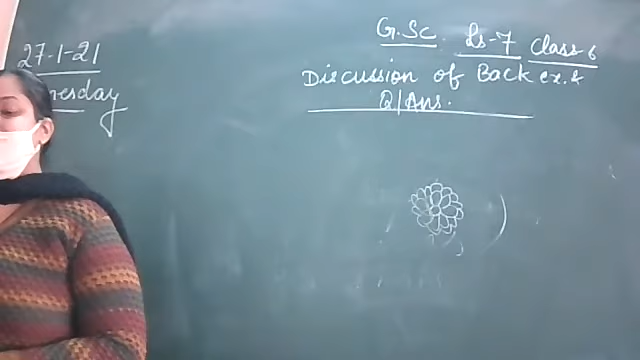 27-1-21
nesday
G.Sc. Ls-7 Class-6
Discussion of Back ex. &
Q/Ans.